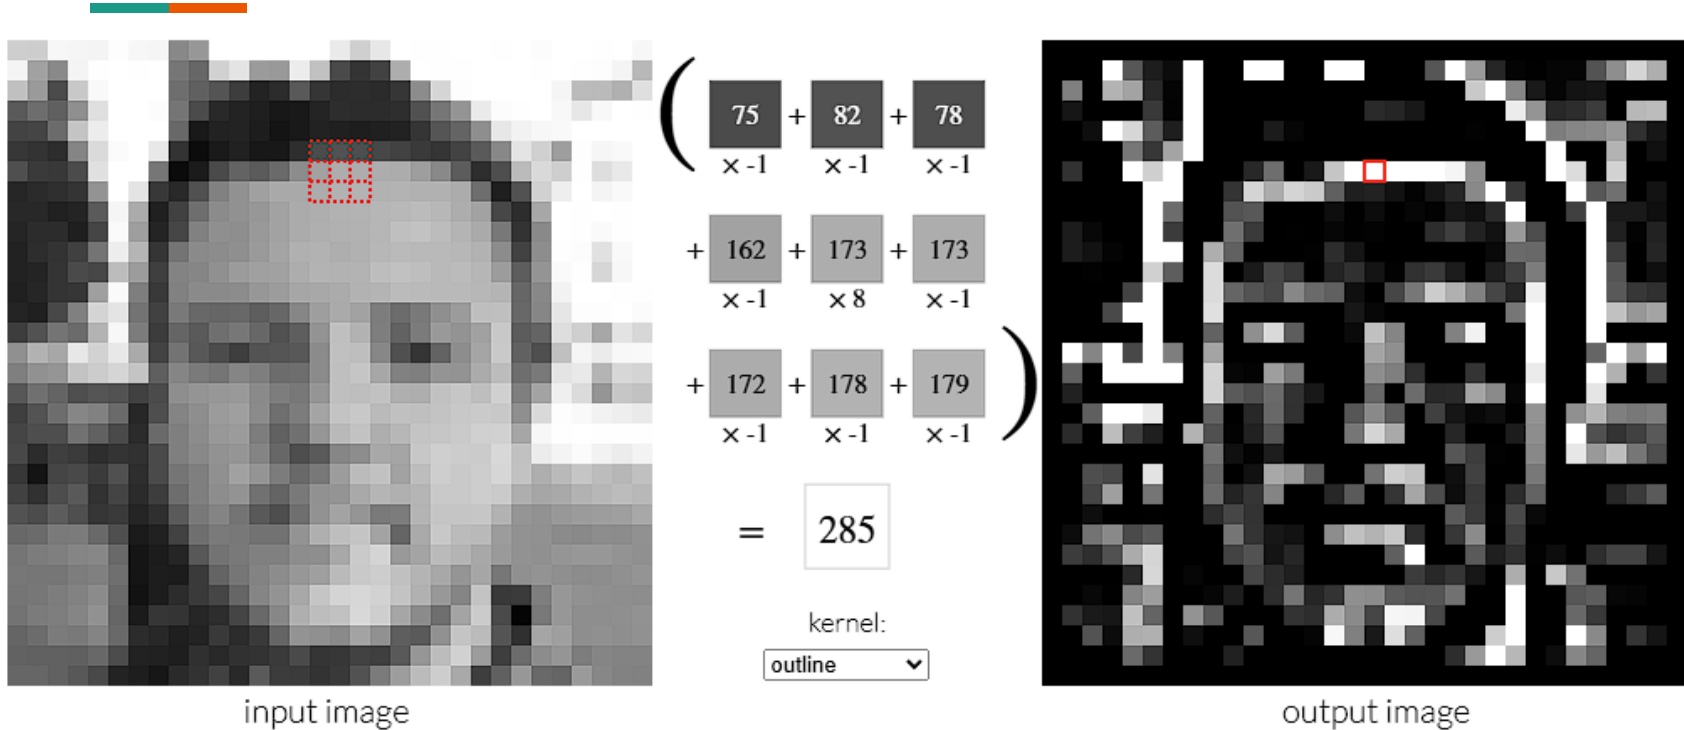 ( 75 + 82 + 78
× -1 × -1 × -1
+ 162 + 173 + 173
× -1 × 8 × -1
+ 172 + 178 + 179 )
× -1 × -1 × -1
= 285
kernel:
outline
input image
output image